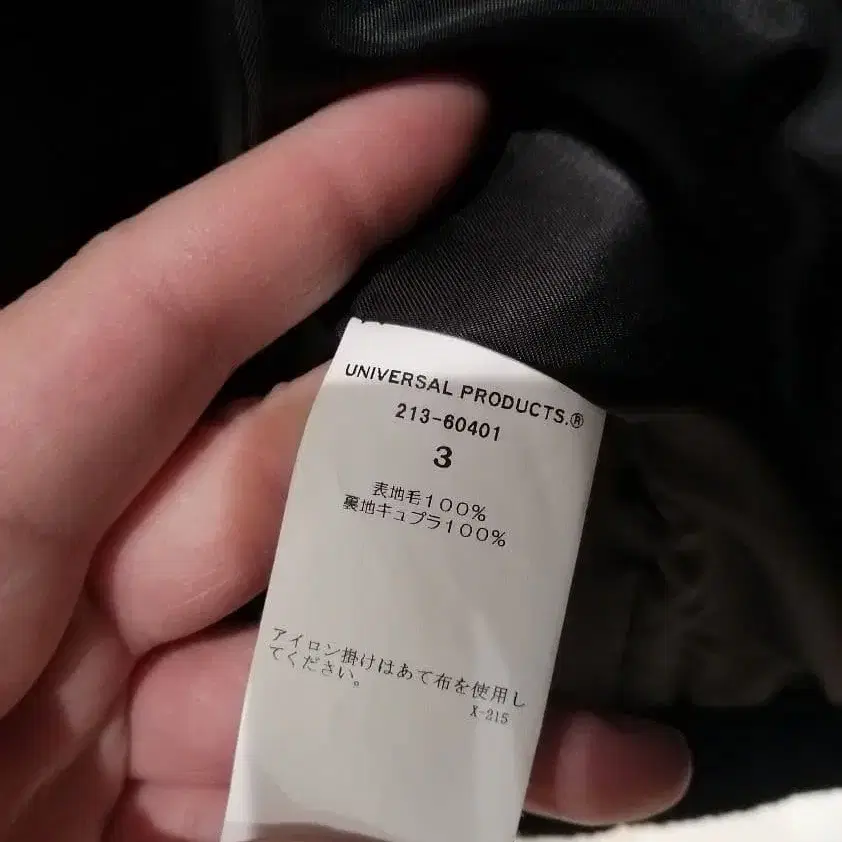 UNIVERSAL PRODUCTS.®
213-60401
3
表地毛100%
裏地キュプラ100%
アイロン掛けはあて布を使用し
てください。
X-215